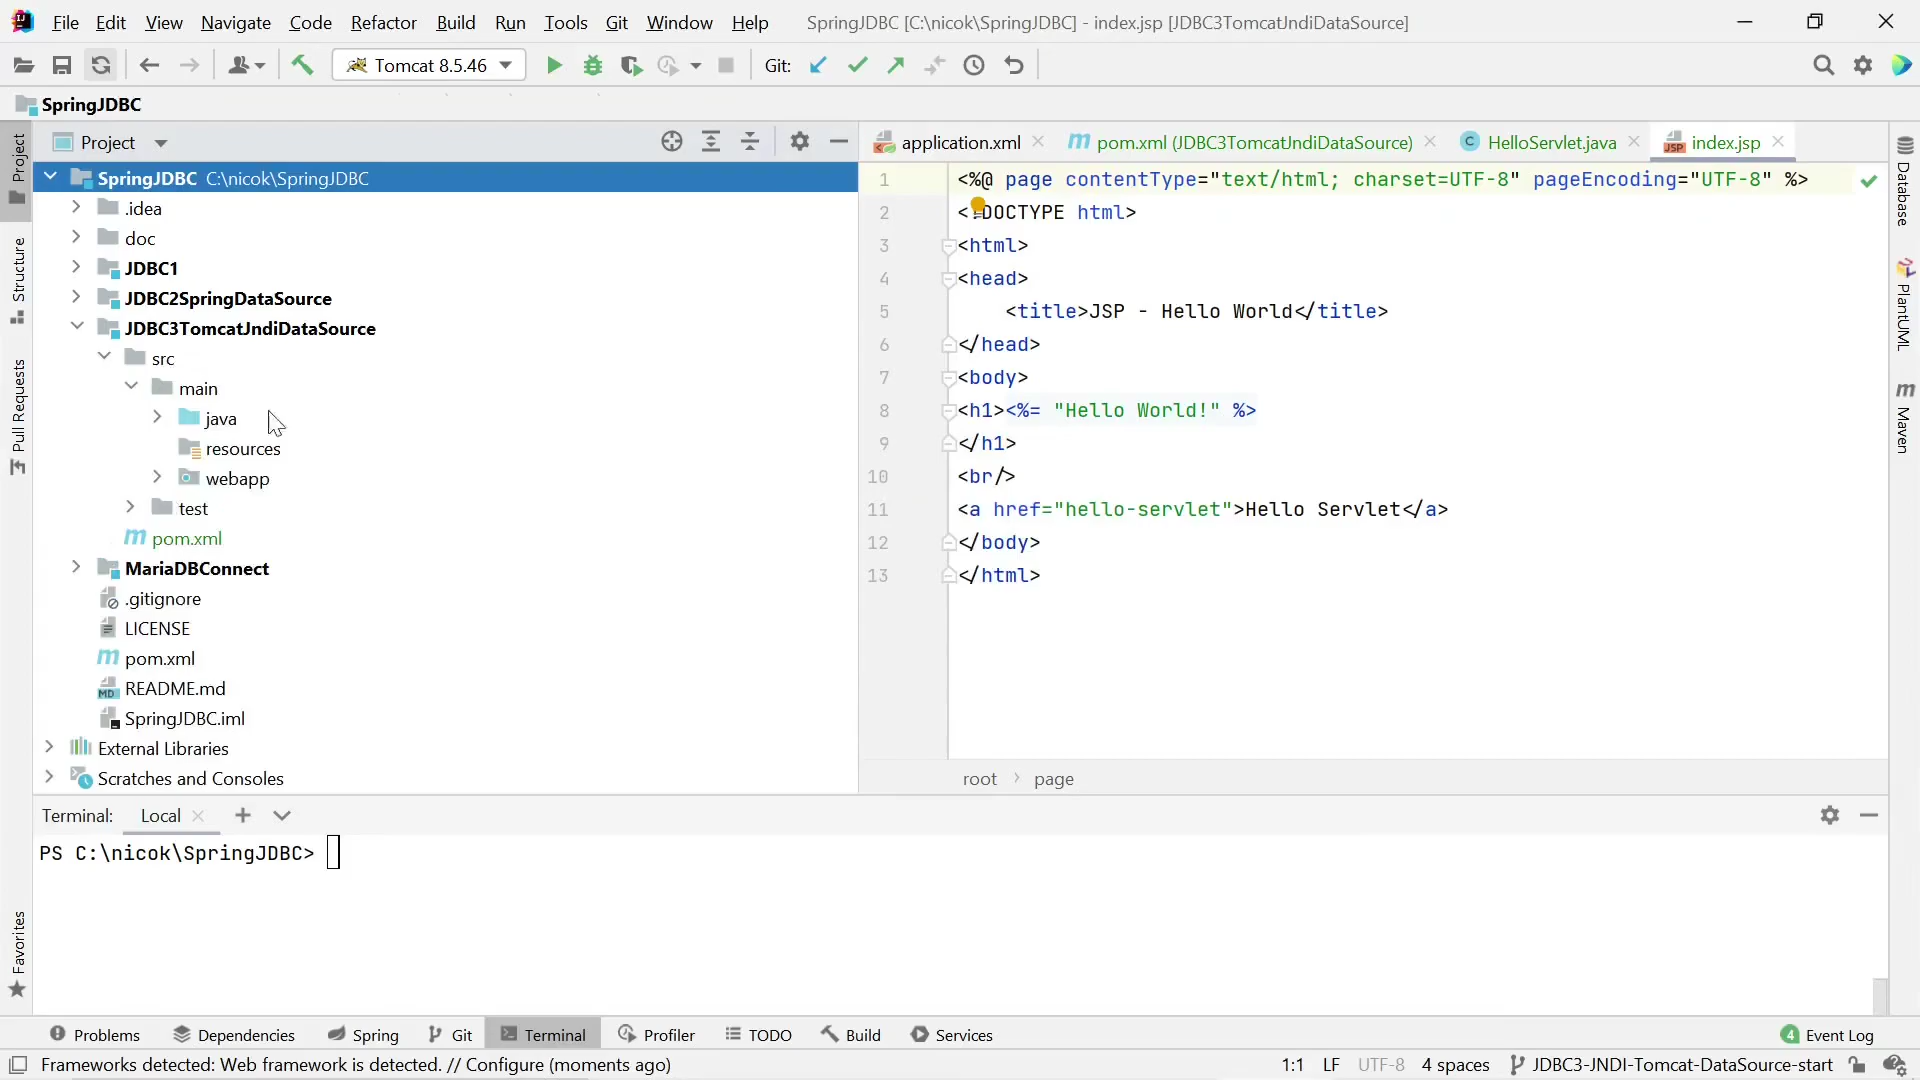 File Edit View Navigate Code Refactor Build Run Tools Git Window Help SpringJDBC [C:\nicok\SpringJDBC] - index.jsp [JDBC3TomcatJndiDataSource]
Tomcat 8.5.46 Git:
SpringJDBC
Project
application.xml pom.xml (JDBC3TomcatJndiDataSource) HelloServlet.java index.jsp
Project
Structure
Pull Requests
Favorites
SpringJDBC C:\nicok\SpringJDBC
.idea
doc
JDBC1
JDBC2SpringDataSource
JDBC3TomcatJndiDataSource
src
main
java
resources
webapp
test
pom.xml
MariaDBConnect
.gitignore
LICENSE
pom.xml
README.md
SpringJDBC.iml
External Libraries
Scratches and Consoles
1 <%@ page contentType="text/html; charset=UTF-8" pageEncoding="UTF-8" %>
2 <!DOCTYPE html>
3 <html>
4 <head>
5 <title>JSP - Hello World</title>
6 </head>
7 <body>
8 <h1><%= "Hello World!" %>
9 </h1>
10 <br/>
11 <a href="hello-servlet">Hello Servlet</a>
12 </body>
13 </html>
root page
Database
PlantUML
Maven
Terminal: Local
PS C:\nicok\SpringJDBC>
Problems Dependencies Spring Git Terminal Profiler TODO Build Services 4 Event Log
Frameworks detected: Web framework is detected. // Configure (moments ago) 1:1 LF UTF-8 4 spaces JDBC3-JNDI-Tomcat-DataSource-start